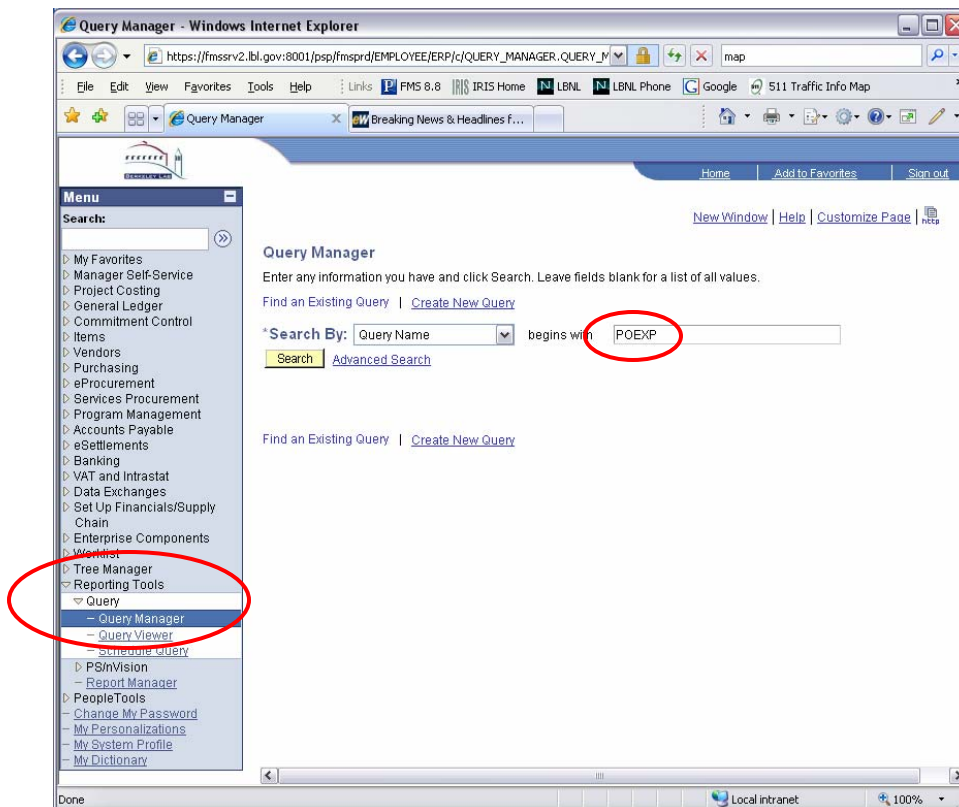 Query Manager - Windows Internet Explorer
https://fmssrv2.lbl.gov:8001/psp/fmsprd/EMPLOYEE/ERP/c/QUERY_MANAGER.QUERY_M
map
File Edit View Favorites Tools Help Links FMS 8.8 IRIS Home LBNL LBNL Phone Google 511 Traffic Info Map
Query Manager Breaking News & Headlines f...
BERKELEY LAB
Home Add to Favorites Sign out
Menu
Search:
New Window | Help | Customize Page | http
My Favorites
Manager Self-Service
Project Costing
General Ledger
Commitment Control
Items
Vendors
Purchasing
eProcurement
Services Procurement
Program Management
Accounts Payable
eSettlements
Banking
VAT and Intrastat
Data Exchanges
Set Up Financials/Supply
Chain
Enterprise Components
Worklist
Tree Manager
Reporting Tools
Query
– Query Manager
– Query Viewer
– Schedule Query
PS/nVision
– Report Manager
PeopleTools
– Change My Password
– My Personalizations
– My System Profile
– My Dictionary
Query Manager
Enter any information you have and click Search. Leave fields blank for a list of all values.
Find an Existing Query | Create New Query
*Search By: Query Name begins with POEXP
Search Advanced Search
Find an Existing Query | Create New Query
Done Local intranet 100%